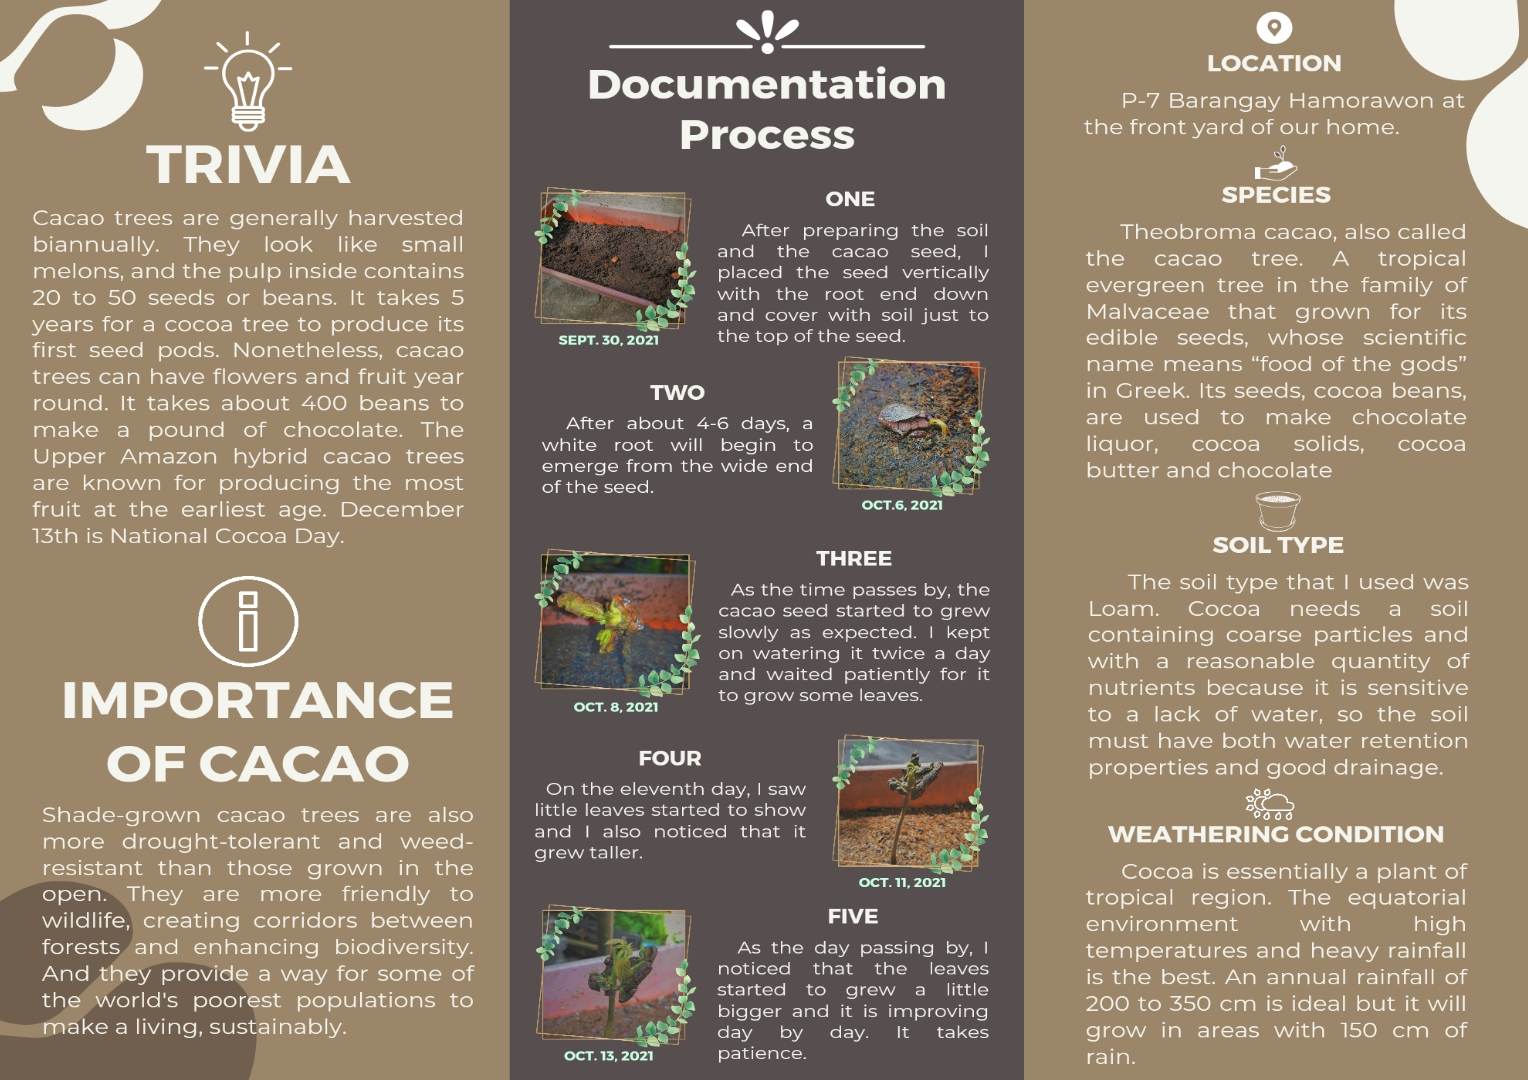 TRIVIA
Cacao trees are generally harvested
biannually. They look like small
melons, and the pulp inside contains
20 to 50 seeds or beans. It takes 5
years for a cocoa tree to produce its
first seed pods. Nonetheless, cacao
trees can have flowers and fruit year
round. It takes about 400 beans to
make a pound of chocolate. The
Upper Amazon hybrid cacao trees
are known for producing the most
fruit at the earliest age. December
13th is National Cocoa Day.
IMPORTANCE
OF CACAO
Shade-grown cacao trees are also
more drought-tolerant and weed-
resistant than those grown in the
open. They are more friendly to
wildlife, creating corridors between
forests and enhancing biodiversity.
And they provide a way for some of
the world's poorest populations to
make a living, sustainably.
Documentation
Process
ONE
After preparing the soil
and the cacao seed, I
placed the seed vertically
with the root end down
and cover with soil just to
the top of the seed.
SEPT. 30, 2021
TWO
After about 4-6 days, a
white root will begin to
emerge from the wide end
of the seed.
OCT.6, 2021
THREE
As the time passes by, the
cacao seed started to grew
slowly as expected. I kept
on watering it twice a day
and waited patiently for it
to grow some leaves.
OCT. 8, 2021
FOUR
On the eleventh day, I saw
little leaves started to show
and I also noticed that it
grew taller.
OCT. 11, 2021
FIVE
As the day passing by, I
noticed that the leaves
started to grew a little
bigger and it is improving
day by day. It takes
patience.
OCT. 13, 2021
LOCATION
P-7 Barangay Hamorawon at
the front yard of our home.
SPECIES
Theobroma cacao, also called
the cacao tree. A tropical
evergreen tree in the family of
Malvaceae that grown for its
edible seeds, whose scientific
name means “food of the gods”
in Greek. Its seeds, cocoa beans,
are used to make chocolate
liquor, cocoa solids, cocoa
butter and chocolate
SOIL TYPE
The soil type that I used was
Loam. Cocoa needs a soil
containing coarse particles and
with a reasonable quantity of
nutrients because it is sensitive
to a lack of water, so the soil
must have both water retention
properties and good drainage.
WEATHERING CONDITION
Cocoa is essentially a plant of
tropical region. The equatorial
environment with high
temperatures and heavy rainfall
is the best. An annual rainfall of
200 to 350 cm is ideal but it will
grow in areas with 150 cm of
rain.